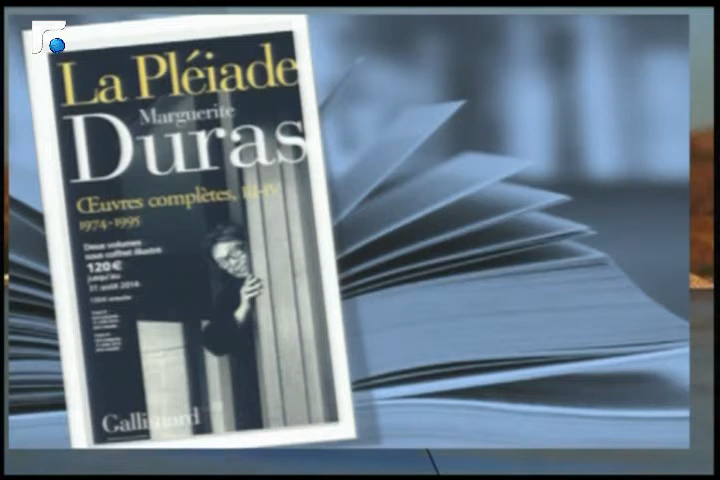 La Pléiade
Marguerite
Duras
Œuvres complètes, III-IV
1974-1995
Deux volumes
sous coffret illustré
120 €
jusqu'au
31 août 2014
Gallimard